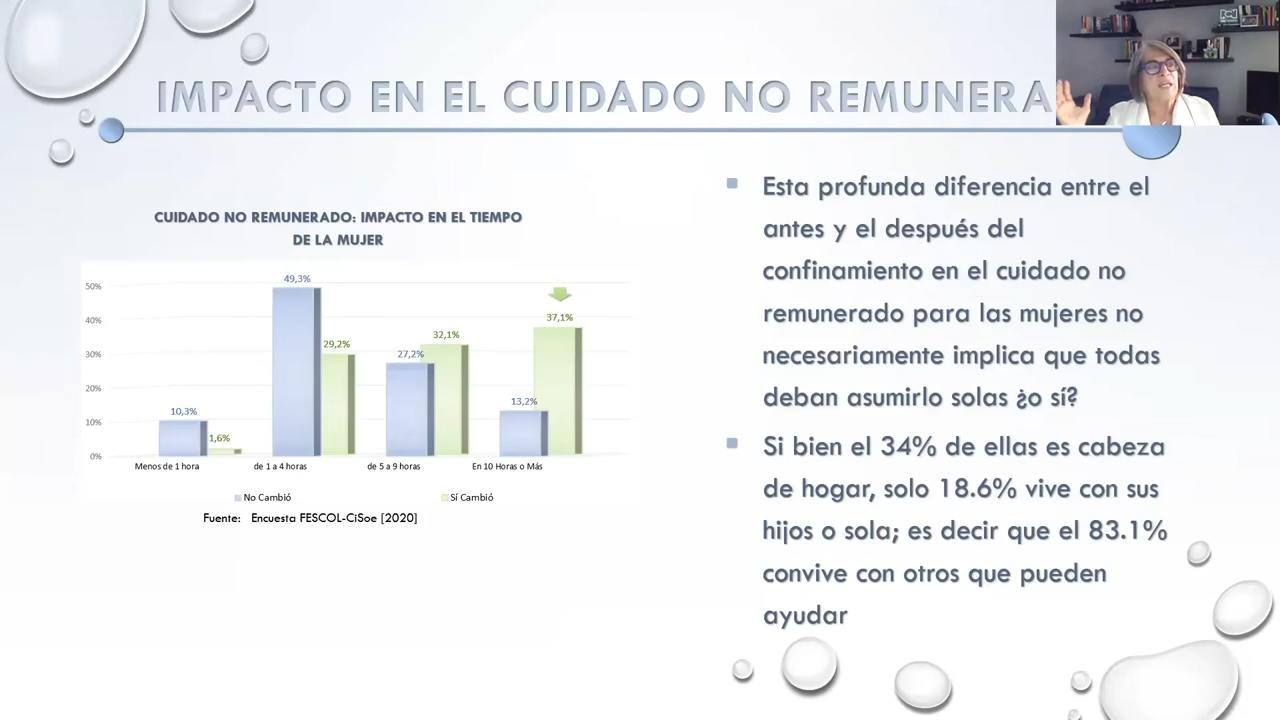 IMPACTO EN EL CUIDADO NO REMUNERA
CUIDADO NO REMUNERADO: IMPACTO EN EL TIEMPO
DE LA MUJER
50%
40%
30%
20%
10%
0%
10,3%
1,6%
49,3%
29,2%
27,2%
32,1%
13,2%
37,1%
Menos de 1 hora
de 1 a 4 horas
de 5 a 9 horas
En 10 Horas o Más
No Cambió
Sí Cambió
Fuente: Encuesta FESCOL-CiSoe [2020]
Esta profunda diferencia entre el
antes y el después del
confinamiento en el cuidado no
remunerado para las mujeres no
necesariamente implica que todas
deban asumirlo solas ¿o sí?
Si bien el 34% de ellas es cabeza
de hogar, solo 18.6% vive con sus
hijos o sola; es decir que el 83.1%
convive con otros que pueden
ayudar